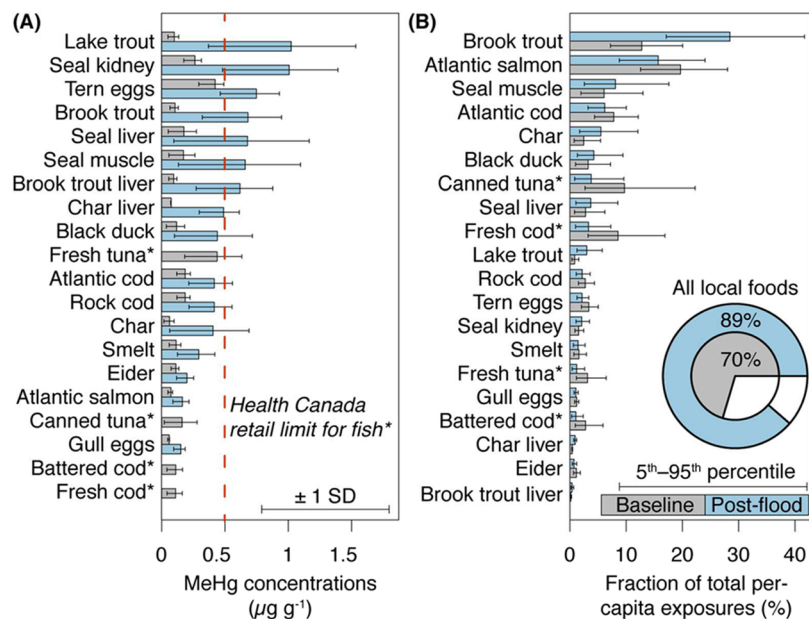 (A)
Lake trout
Seal kidney
Tern eggs
Brook trout
Seal liver
Seal muscle
Brook trout liver
Char liver
Black duck
Fresh tuna*
Atlantic cod
Rock cod
Char
Smelt
Eider
Atlantic salmon
Canned tuna*
Gull eggs
Battered cod*
Fresh cod*
Health Canada
retail limit for fish*
± 1 SD
0
0.5
1
1.5
MeHg concentrations
(µg g⁻¹)
(B)
Brook trout
Atlantic salmon
Seal muscle
Atlantic cod
Char
Black duck
Canned tuna*
Seal liver
Fresh cod*
Lake trout
Rock cod
Tern eggs
Seal kidney
Smelt
Fresh tuna*
Gull eggs
Battered cod*
Char liver
Eider
Brook trout liver
All local foods
89%
70%
5th–95th percentile
Baseline
Post-flood
0
10
20
30
40
Fraction of total per-
capita exposures (%)